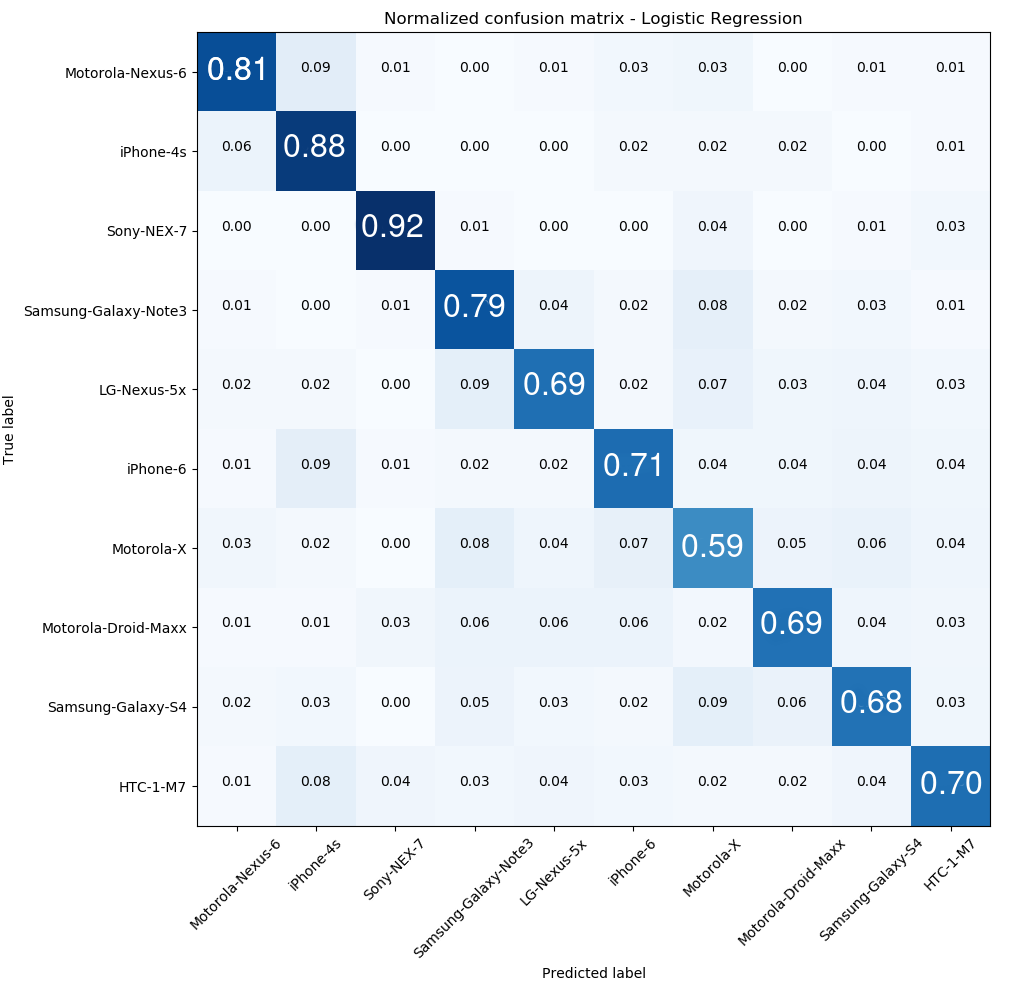 Normalized confusion matrix - Logistic Regression
Motorola-Nexus-6 0.81 0.09 0.01 0.00 0.01 0.03 0.03 0.00 0.01 0.01
iPhone-4s 0.06 0.88 0.00 0.00 0.00 0.02 0.02 0.02 0.00 0.01
Sony-NEX-7 0.00 0.00 0.92 0.01 0.00 0.00 0.04 0.00 0.01 0.03
Samsung-Galaxy-Note3 0.01 0.00 0.01 0.79 0.04 0.02 0.08 0.02 0.03 0.01
LG-Nexus-5x 0.02 0.02 0.00 0.09 0.69 0.02 0.07 0.03 0.04 0.03
iPhone-6 0.01 0.09 0.01 0.02 0.02 0.71 0.04 0.04 0.04 0.04
Motorola-X 0.03 0.02 0.00 0.08 0.04 0.07 0.59 0.05 0.06 0.04
Motorola-Droid-Maxx 0.01 0.01 0.03 0.06 0.06 0.06 0.02 0.69 0.04 0.03
Samsung-Galaxy-S4 0.02 0.03 0.00 0.05 0.03 0.02 0.09 0.06 0.68 0.03
HTC-1-M7 0.01 0.08 0.04 0.03 0.04 0.03 0.02 0.02 0.04 0.70
True label
Motorola-Nexus-6
iPhone-4s
Sony-NEX-7
Samsung-Galaxy-Note3
LG-Nexus-5x
iPhone-6
Motorola-X
Motorola-Droid-Maxx
Samsung-Galaxy-S4
HTC-1-M7
Predicted label